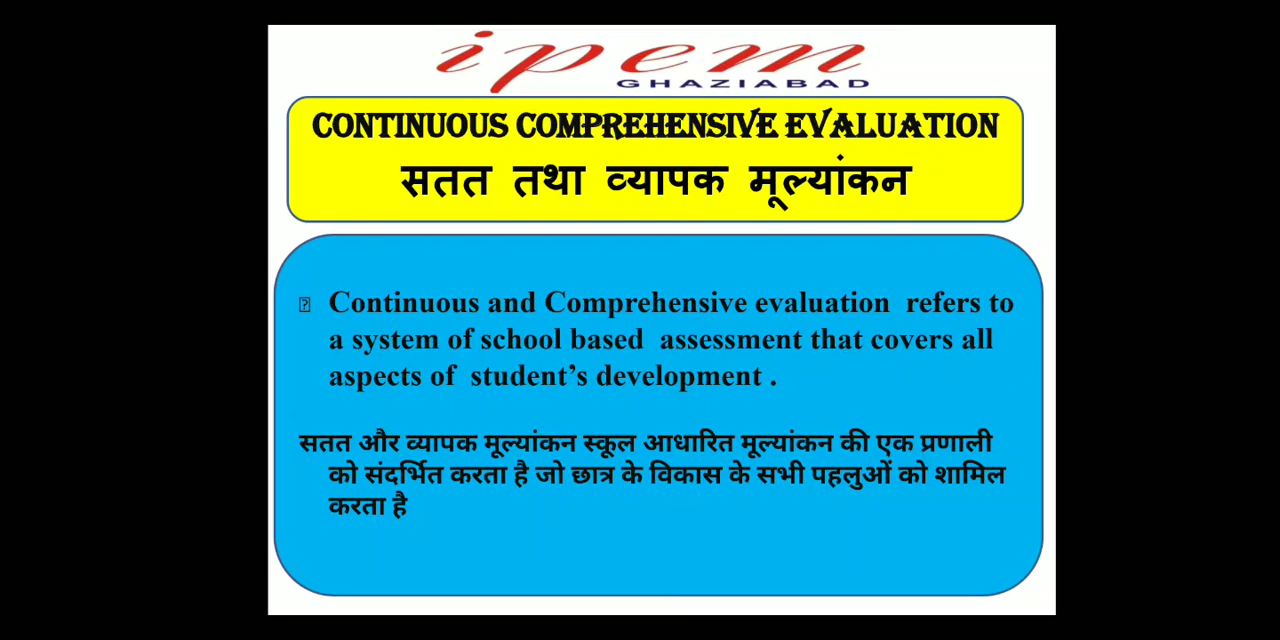 ipem
GHAZIABAD
CONTINUOUS COMPREHENSIVE EVALUATION
सतत तथा व्यापक मूल्यांकन
Continuous and Comprehensive evaluation refers to
a system of school based assessment that covers all
aspects of student’s development .
सतत और व्यापक मूल्यांकन स्कूल आधारित मूल्यांकन की एक प्रणाली
को संदर्भित करता है जो छात्र के विकास के सभी पहलुओं को शामिल
करता है